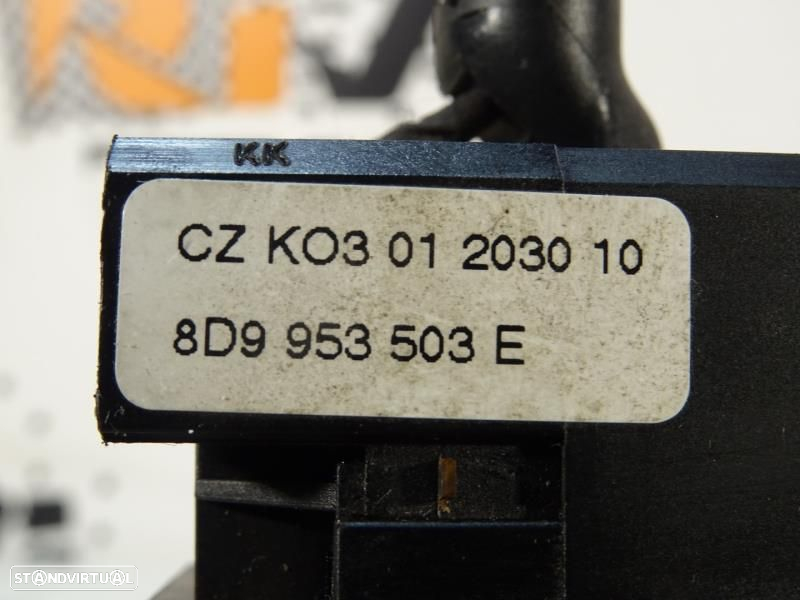 KK
CZ KO3 01 2030 10
8D9 953 503 E
STANDVIRTUAL